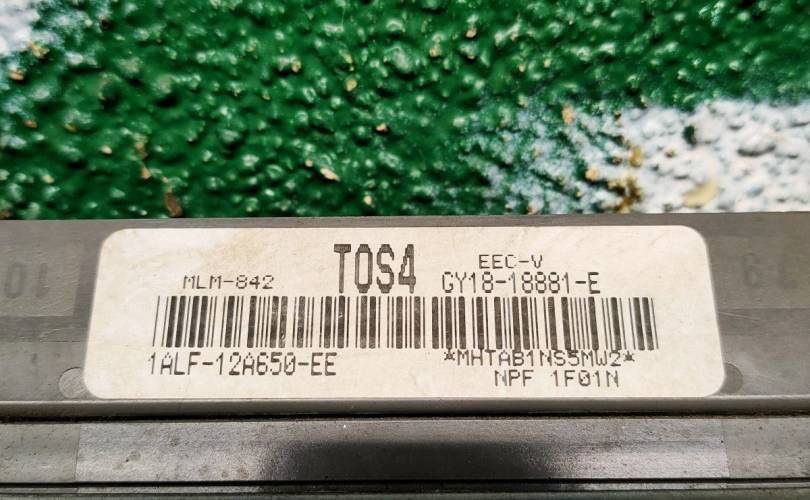 MLM-842
TOS4
EEC-V
GY18-18881-E
1ALF-12A650-EE
*MHTAB1NS5MW2*
NPF 1F01N